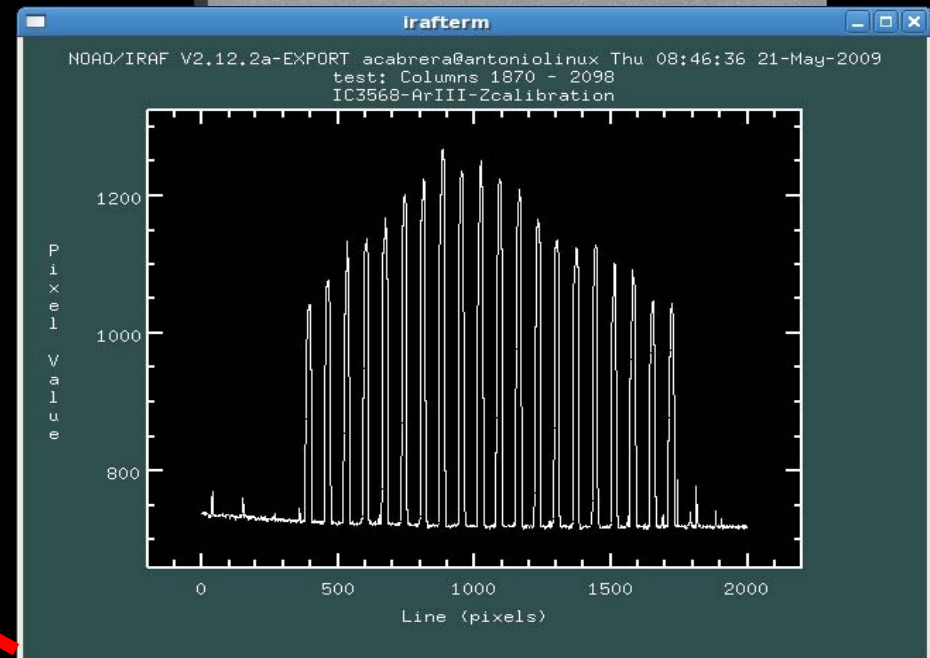 irafterm
NOAO/IRAF V2.12.2a-EXPORT acabrera@antoniolinux Thu 08:46:36 21-May-2009
test: Columns 1870 - 2098
IC3568-ArIII-Zcalibration
1200
1000
800
Pixel Value
0 500 1000 1500 2000
Line (pixels)